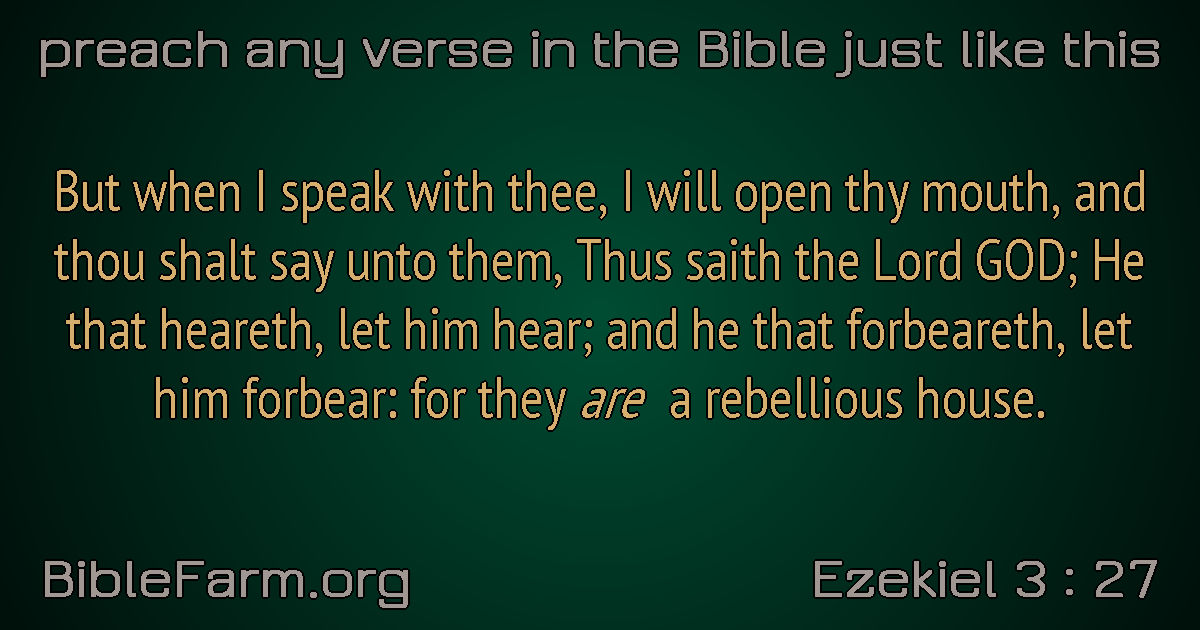 preach any verse in the Bible just like this
But when I speak with thee, I will open thy mouth, and
thou shalt say unto them, Thus saith the Lord GOD; He
that heareth, let him hear; and he that forbeareth, let
him forbear: for they are a rebellious house.
BibleFarm.org
Ezekiel 3 : 27